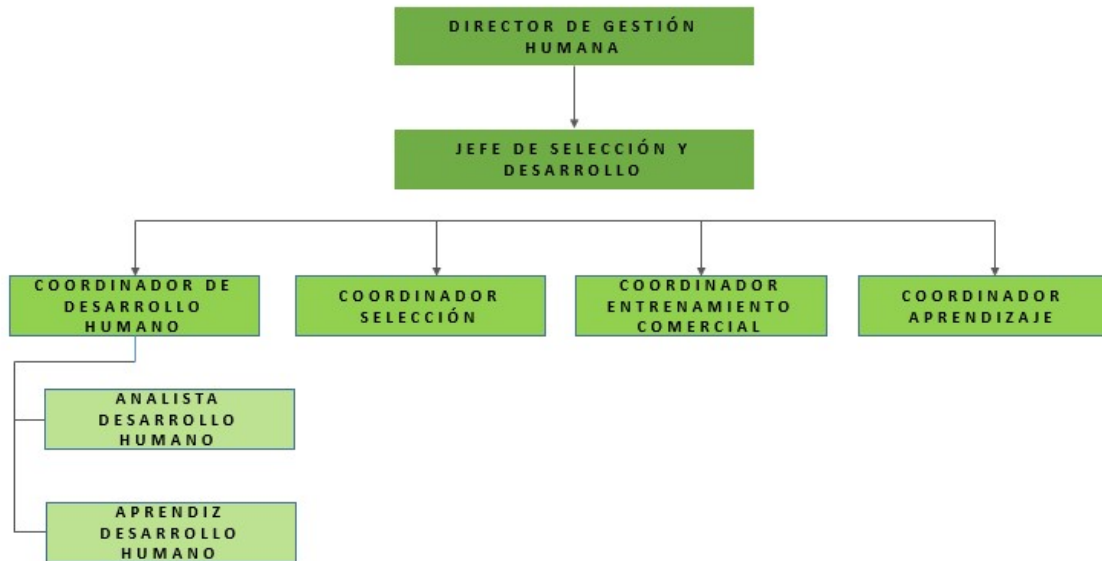 DIRECTOR DE GESTIÓN
HUMANA
JEFE DE SELECCIÓN Y
DESARROLLO
COORDINADOR DE
DESARROLLO
HUMANO
COORDINADOR
SELECCIÓN
COORDINADOR
ENTRENAMIENTO
COMERCIAL
COORDINADOR
APRENDIZAJE
ANALISTA
DESARROLLO
HUMANO
APRENDIZ
DESARROLLO
HUMANO